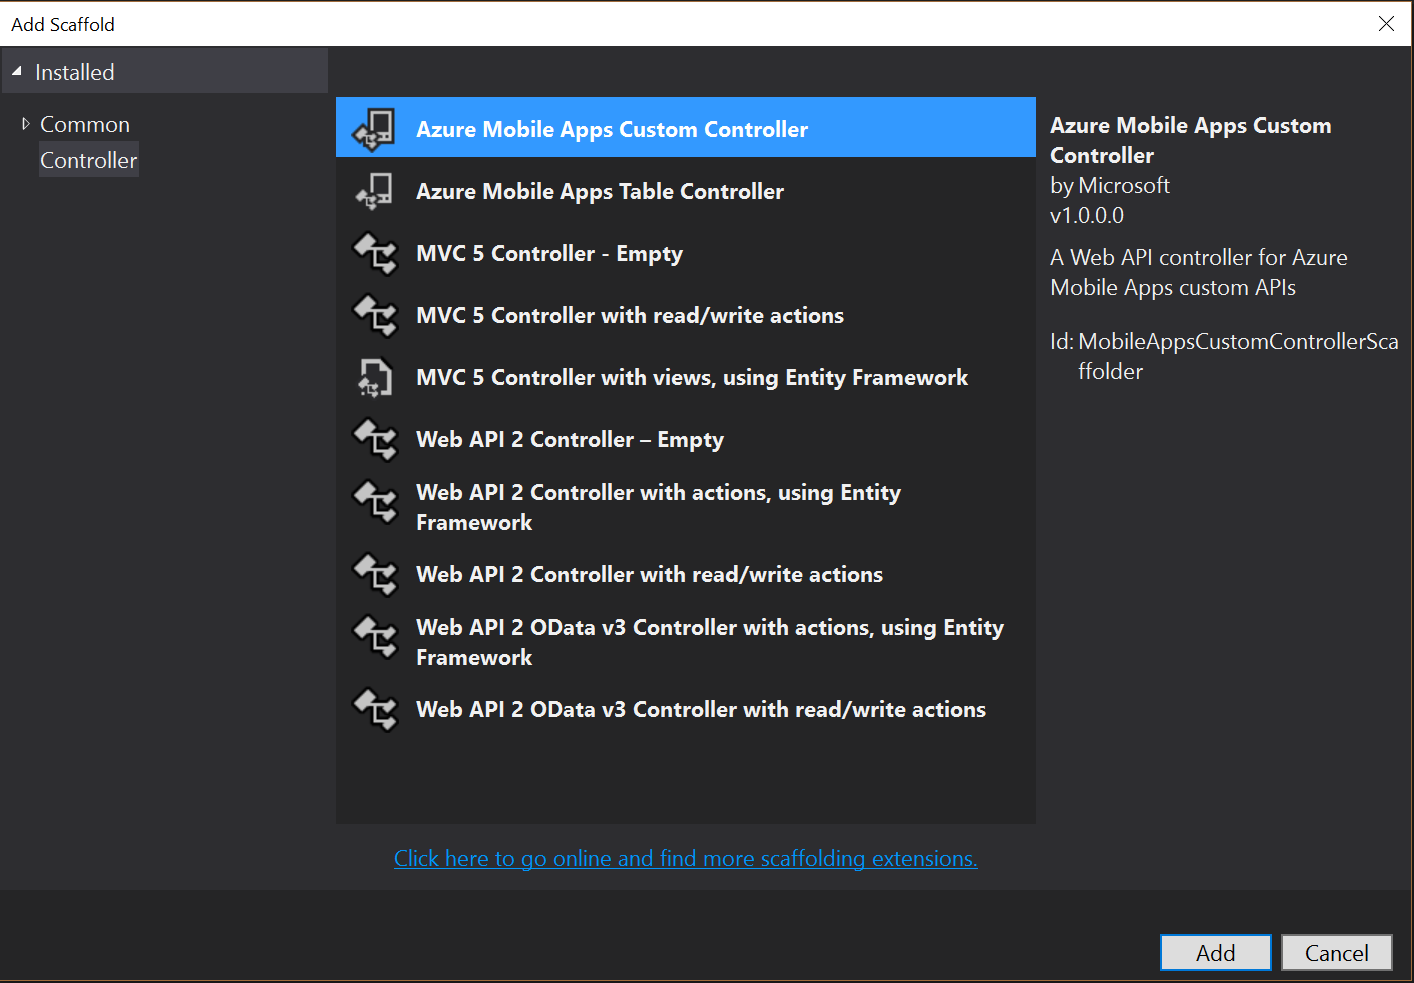 Add Scaffold
Installed
Common
Controller
Azure Mobile Apps Custom Controller
Azure Mobile Apps Table Controller
MVC 5 Controller - Empty
MVC 5 Controller with read/write actions
MVC 5 Controller with views, using Entity Framework
Web API 2 Controller – Empty
Web API 2 Controller with actions, using Entity
Framework
Web API 2 Controller with read/write actions
Web API 2 OData v3 Controller with actions, using Entity
Framework
Web API 2 OData v3 Controller with read/write actions
Azure Mobile Apps Custom
Controller
by Microsoft
v1.0.0.0
A Web API controller for Azure
Mobile Apps custom APIs
Id: MobileAppsCustomControllerSca
ffolder
Click here to go online and find more scaffolding extensions.
Add
Cancel